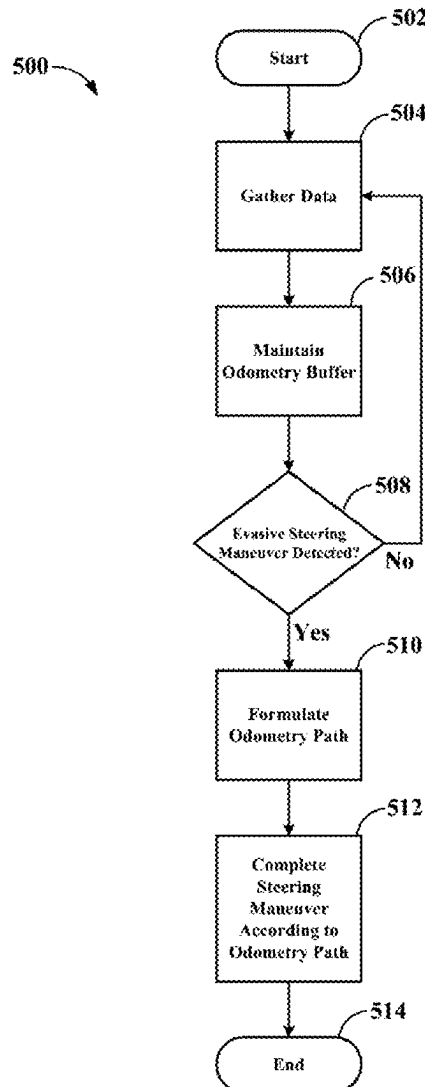 502
Start
500
504
Gather Data
506
Maintain
Odometry Buffer
508
Evasive Steering
Maneuver Detected?
No
Yes
510
Formulate
Odometry Path
512
Complete
Steering
Maneuver
According to
Odometry Path
514
End